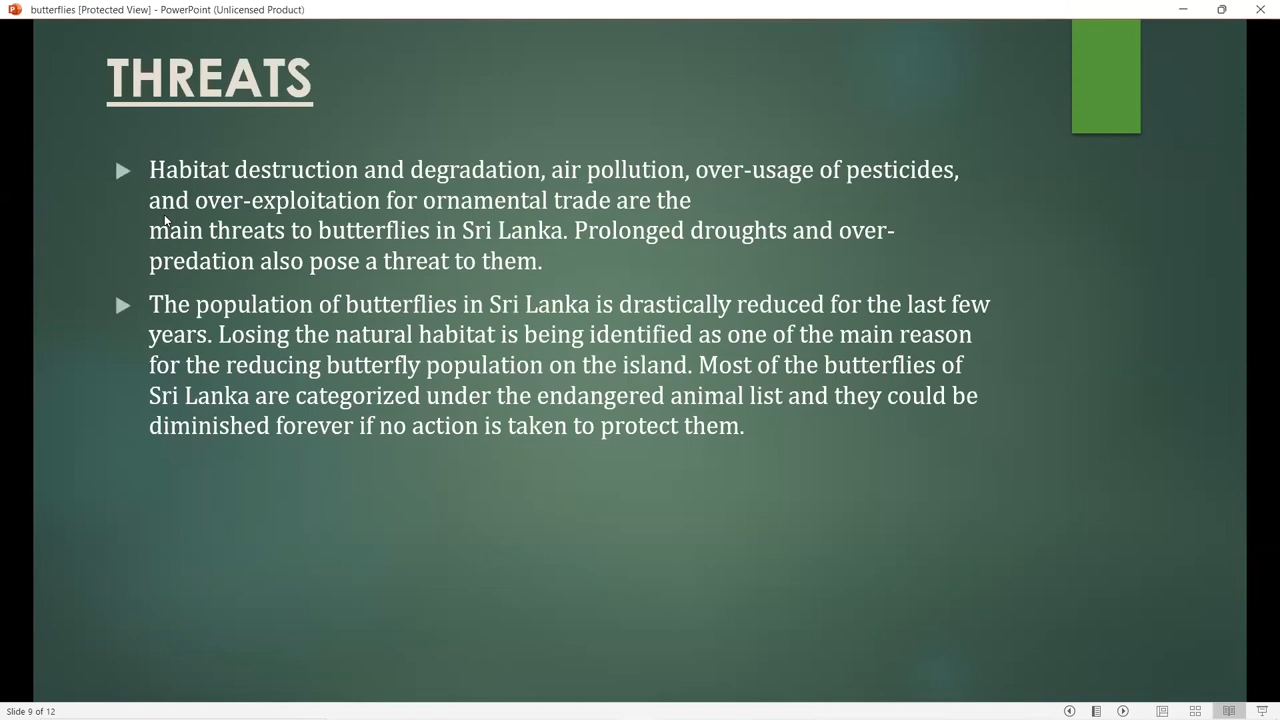 butterflies [Protected View] - PowerPoint (Unlicensed Product)
THREATS
Habitat destruction and degradation, air pollution, over-usage of pesticides,
and over-exploitation for ornamental trade are the
main threats to butterflies in Sri Lanka. Prolonged droughts and over-
predation also pose a threat to them.
The population of butterflies in Sri Lanka is drastically reduced for the last few
years. Losing the natural habitat is being identified as one of the main reason
for the reducing butterfly population on the island. Most of the butterflies of
Sri Lanka are categorized under the endangered animal list and they could be
diminished forever if no action is taken to protect them.
Slide 9 of 12